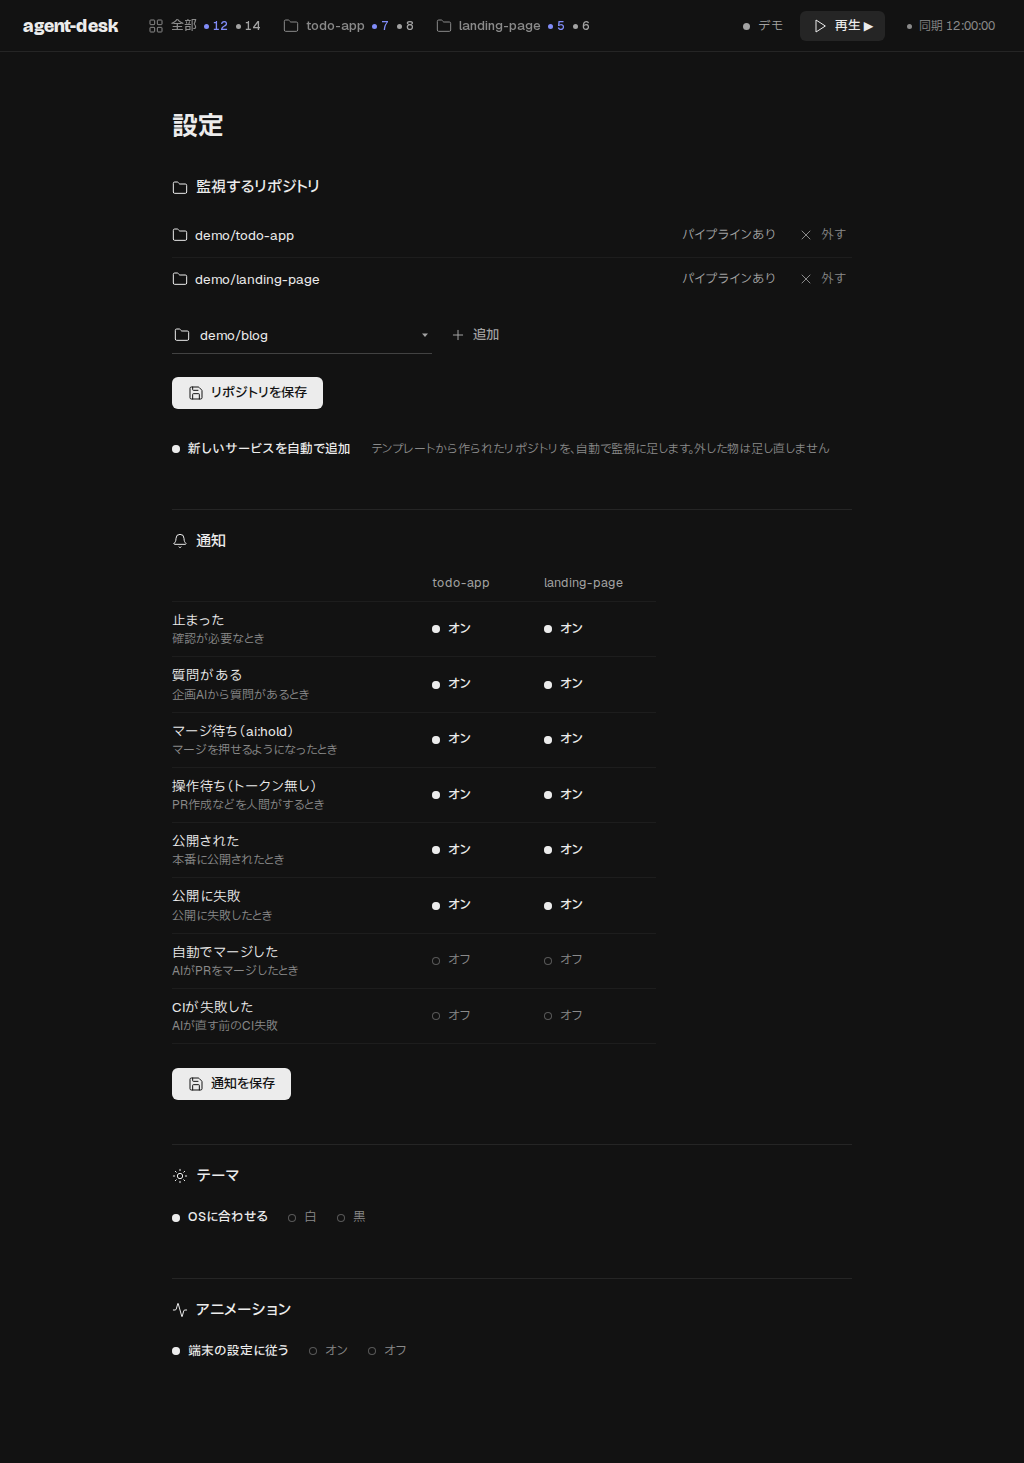 agent-desk 全部 12 14 todo-app 7 8 landing-page 5 6 デモ 再生 ▶ 同期 12:00:00
設定
監視するリポジトリ
demo/todo-app パイプラインあり 外す
demo/landing-page パイプラインあり 外す
demo/blog 追加
リポジトリを保存
新しいサービスを自動で追加 テンプレートから作られたリポジトリを、自動で監視に足します。外した物は足し直しません
通知
todo-app landing-page
止まった
確認が必要なとき
オン オン
質問がある
企画AIから質問があるとき
オン オン
マージ待ち（ai:hold）
マージを押せるようになったとき
オン オン
操作待ち（トークン無し）
PR作成などを人間がするとき
オン オン
公開された
本番に公開されたとき
オン オン
公開に失敗
公開に失敗したとき
オン オン
自動でマージした
AIがPRをマージしたとき
オフ オフ
CIが失敗した
AIが直す前のCI失敗
オフ オフ
通知を保存
テーマ
OSに合わせる 白 黒
アニメーション
端末の設定に従う オン オフ